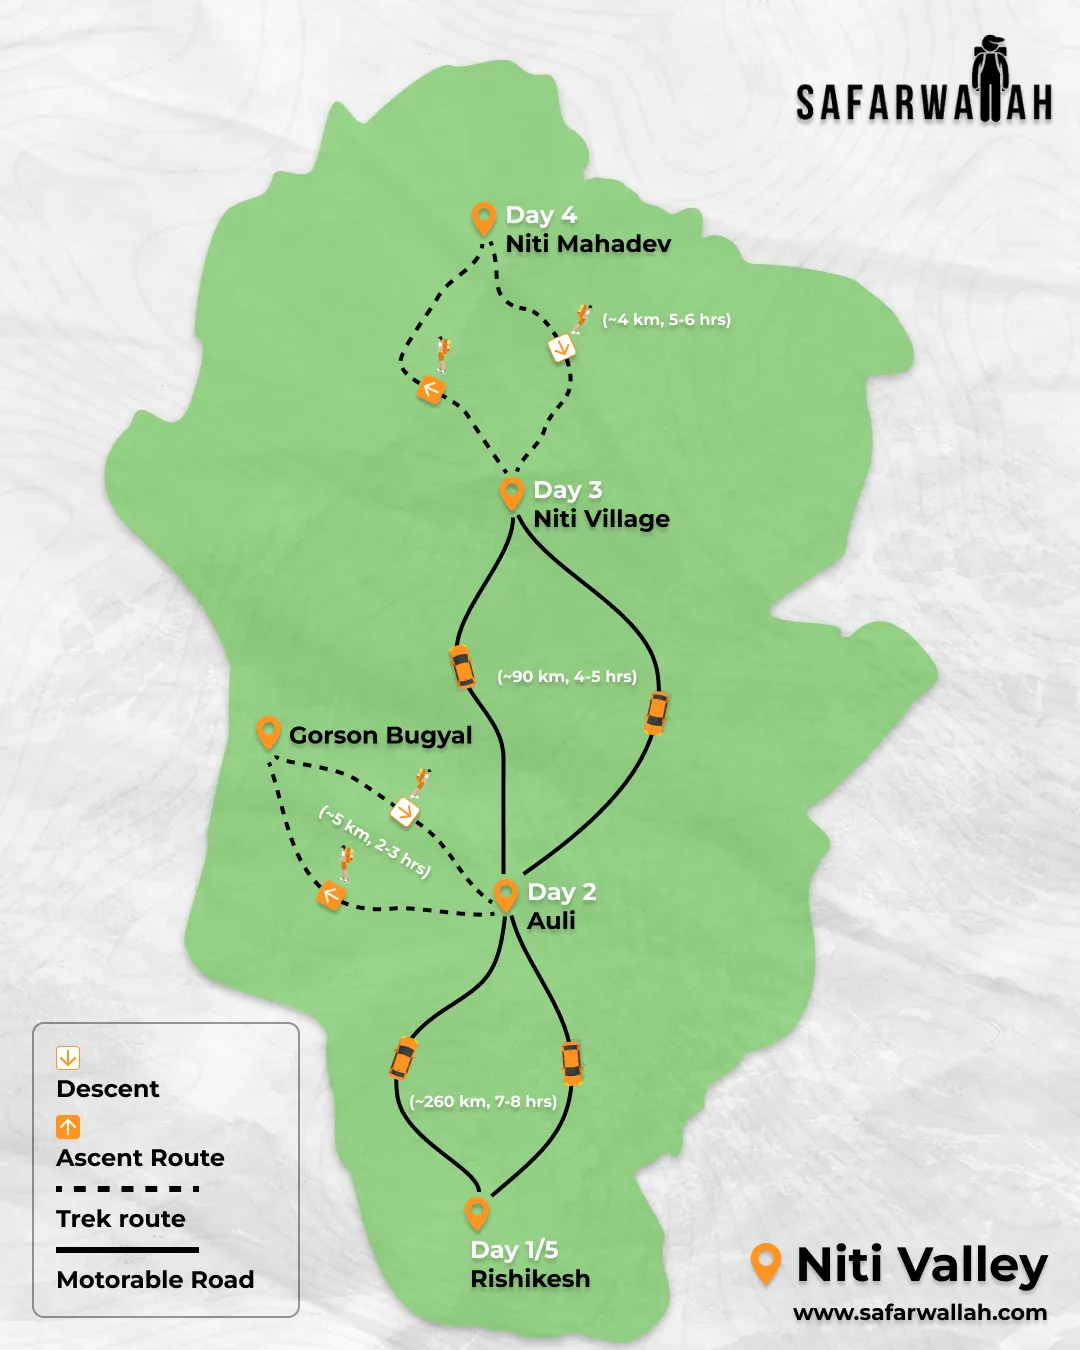 SAFARWALLAH
Day 4
Niti Mahadev
(~4 km, 5-6 hrs)
Day 3
Niti Village
(~90 km, 4-5 hrs)
Gorson Bugyal
(~5 km, 2-3 hrs)
Day 2
Auli
(~260 km, 7-8 hrs)
Day 1/5
Rishikesh
Descent
Ascent Route
Trek route
Motorable Road
Niti Valley
www.safarwallah.com